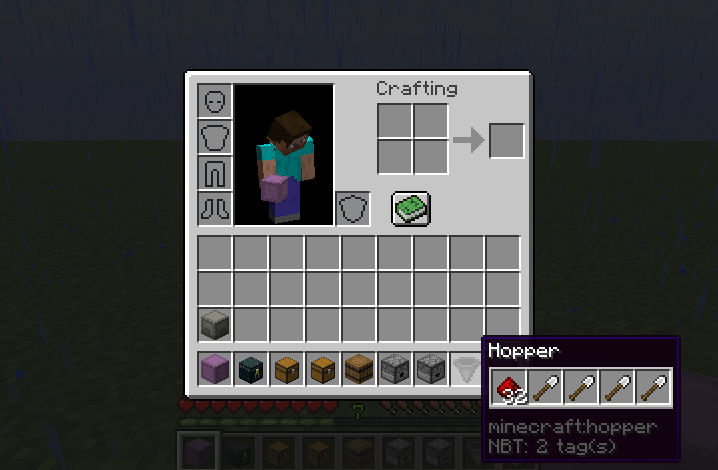 Crafting
Hopper
32
minecraft:hopper
NBT: 2 tag(s)
7